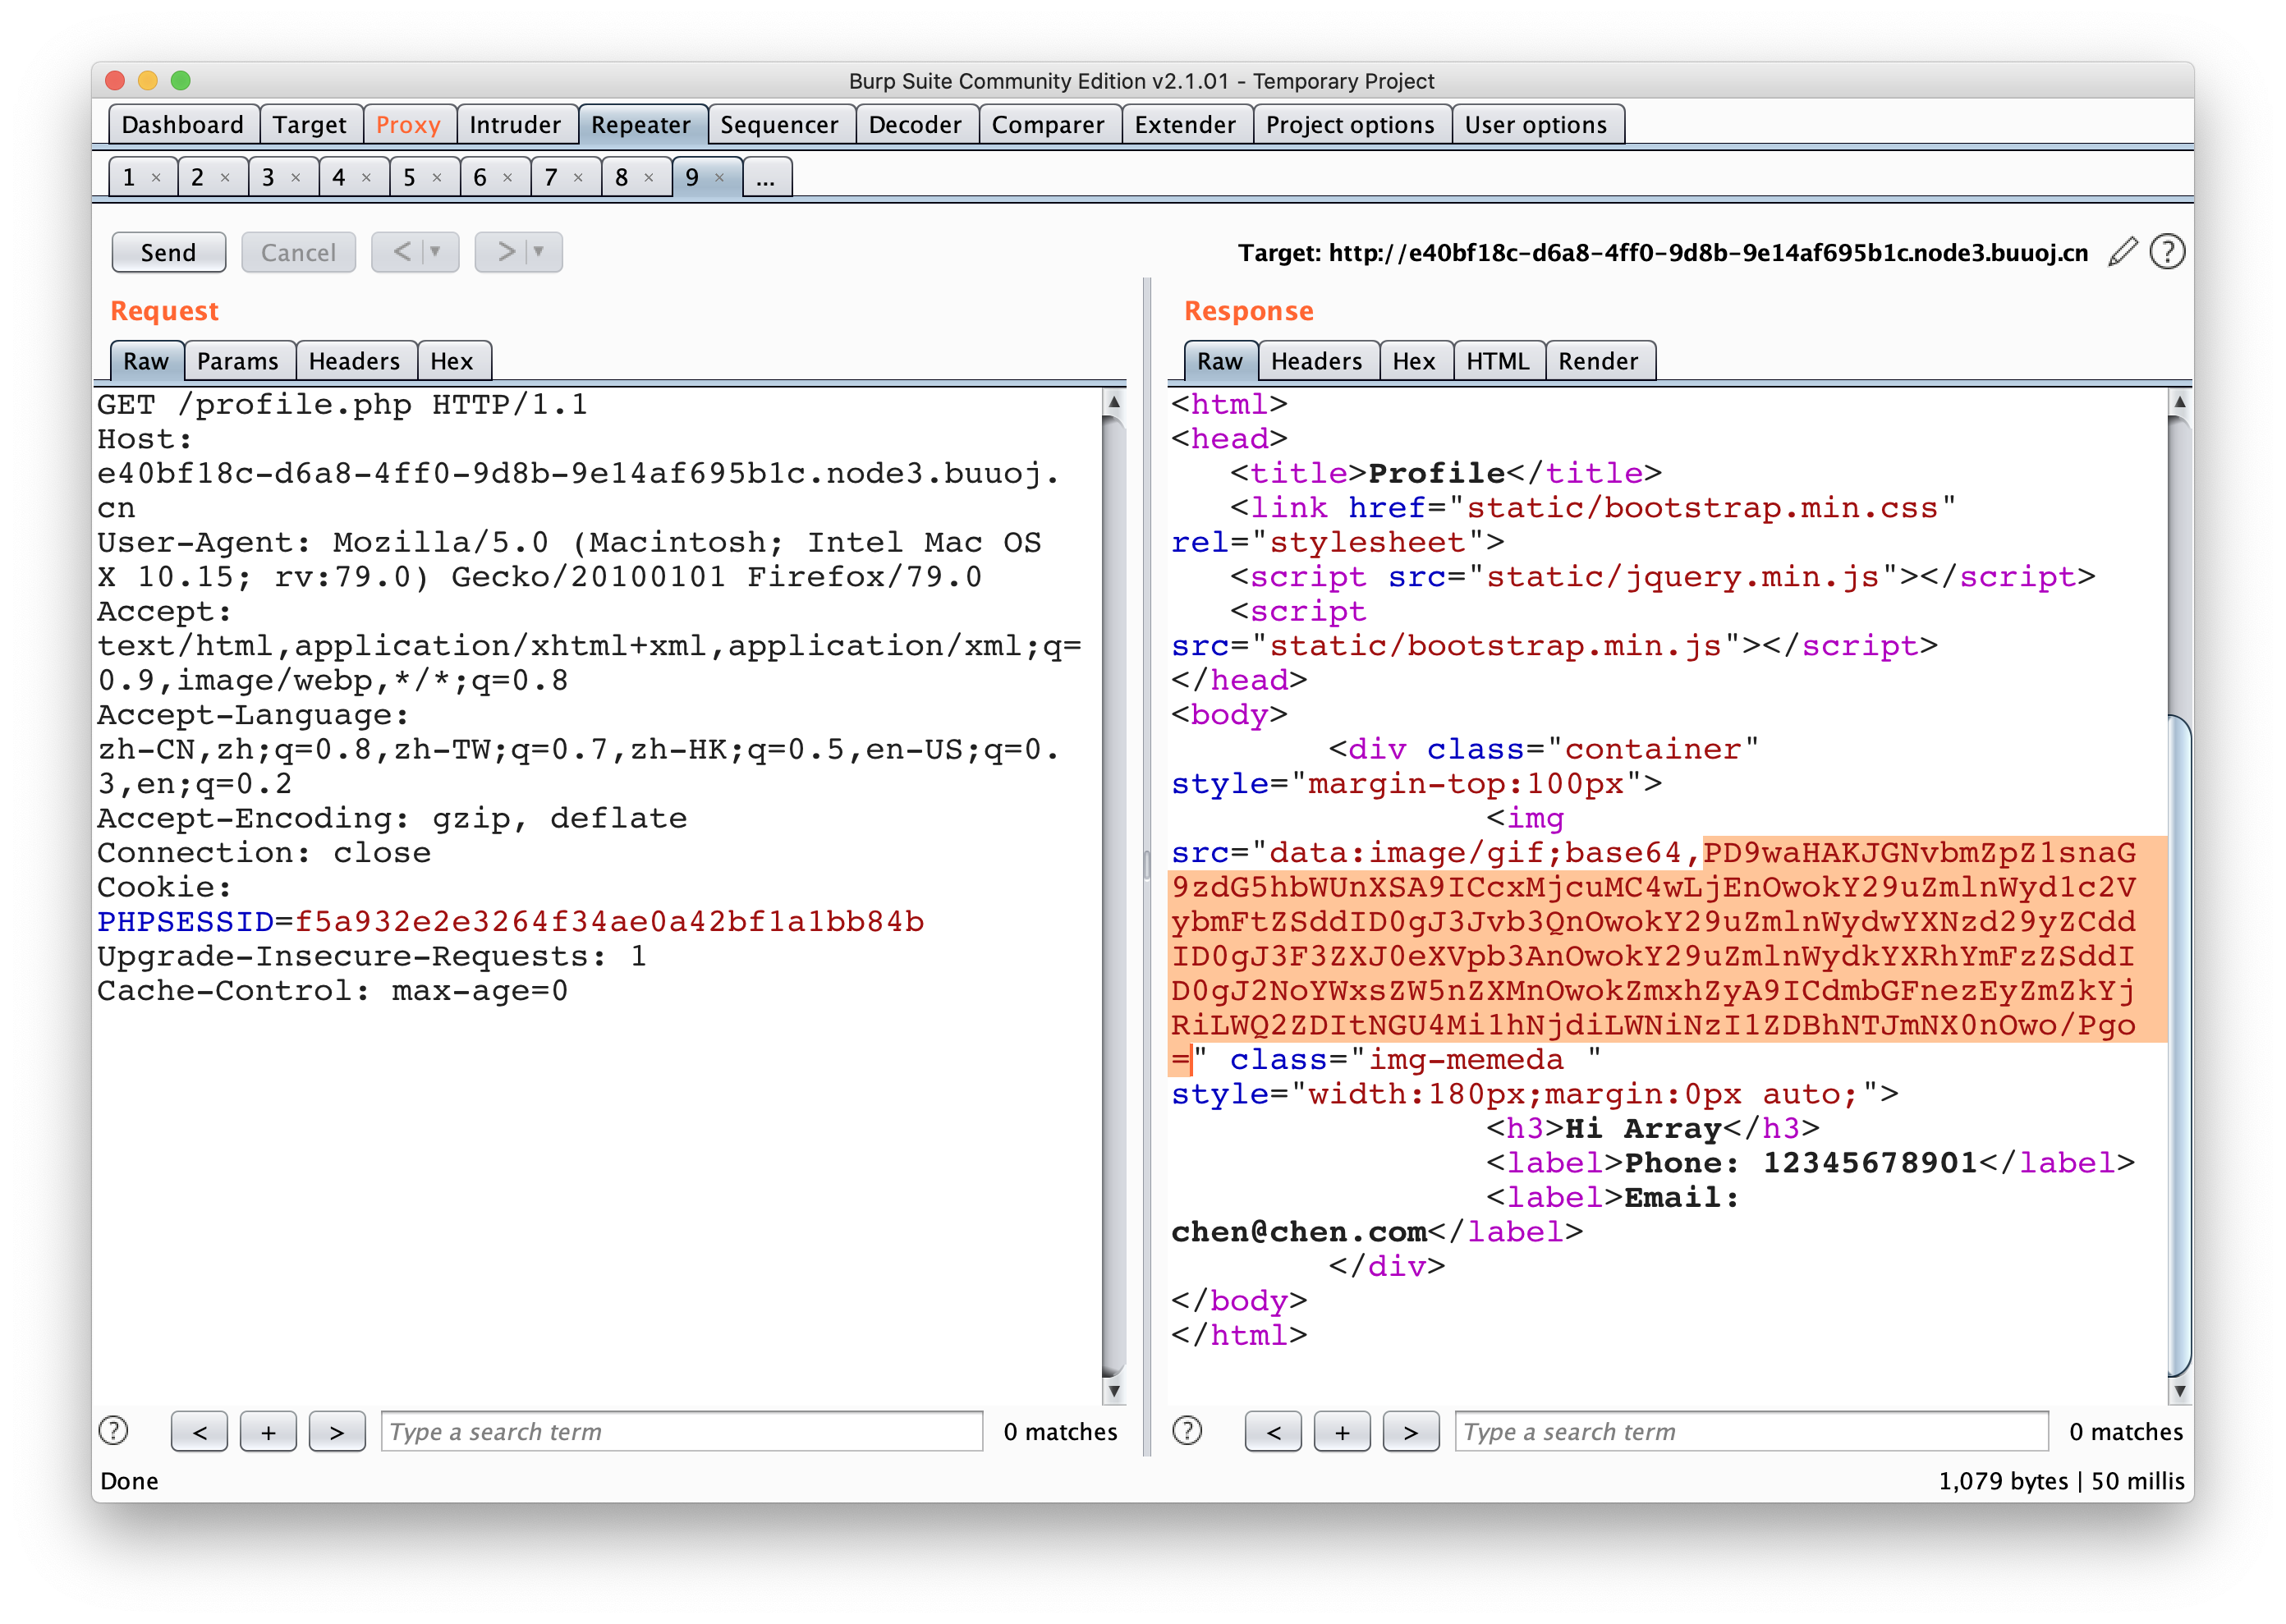 Burp Suite Community Edition v2.1.01 - Temporary Project
Dashboard Target Proxy Intruder Repeater Sequencer Decoder Comparer Extender Project options User options
1 × 2 × 3 × 4 × 5 × 6 × 7 × 8 × 9 × ...
Send Cancel < ▼ > ▼ Target: http://e40bf18c-d6a8-4ff0-9d8b-9e14af695b1c.node3.buuoj.cn ?
Request
Raw Params Headers Hex
GET /profile.php HTTP/1.1
Host:
e40bf18c-d6a8-4ff0-9d8b-9e14af695b1c.node3.buuoj.
cn
User-Agent: Mozilla/5.0 (Macintosh; Intel Mac OS
X 10.15; rv:79.0) Gecko/20100101 Firefox/79.0
Accept:
text/html,application/xhtml+xml,application/xml;q=
0.9,image/webp,*/*;q=0.8
Accept-Language:
zh-CN,zh;q=0.8,zh-TW;q=0.7,zh-HK;q=0.5,en-US;q=0.
3,en;q=0.2
Accept-Encoding: gzip, deflate
Connection: close
Cookie:
PHPSESSID=f5a932e2e3264f34ae0a42bf1a1bb84b
Upgrade-Insecure-Requests: 1
Cache-Control: max-age=0
? < + > Type a search term 0 matches
Response
Raw Headers Hex HTML Render
<html>
<head>
<title>Profile</title>
<link href="static/bootstrap.min.css"
rel="stylesheet">
<script src="static/jquery.min.js"></script>
<script
src="static/bootstrap.min.js"></script>
</head>
<body>
<div class="container"
style="margin-top:100px">
<img
src="data:image/gif;base64,PD9waHAKJGNvbmZpZ1snaG
9zdG5hbWUnXSA9ICcxMjcuMC4wLjEnOwokY29uZmlnWyd1c2V
ybmFtZSddID0gJ3Jvb3QnOwokY29uZmlnWydwYXNzd29yZCdd
ID0gJ3F3ZXJ0eXVpb3AnOwokY29uZmlnWydkYXRhYmFzZSddI
D0gJ2NoYWxsZW5nZXMnOwokZmxhZyA9ICdmbGFnezEyZmZkYj
RiLWQ2ZDItNGU4Mi1hNjdiLWNiNzI1ZDBhNTJmNX0nOwo/Pgo
=" class="img-memeda "
style="width:180px;margin:0px auto;">
<h3>Hi Array</h3>
<label>Phone: 12345678901</label>
<label>Email:
chen@chen.com</label>
</div>
</body>
</html>
? < + > Type a search term 0 matches
Done 1,079 bytes | 50 millis